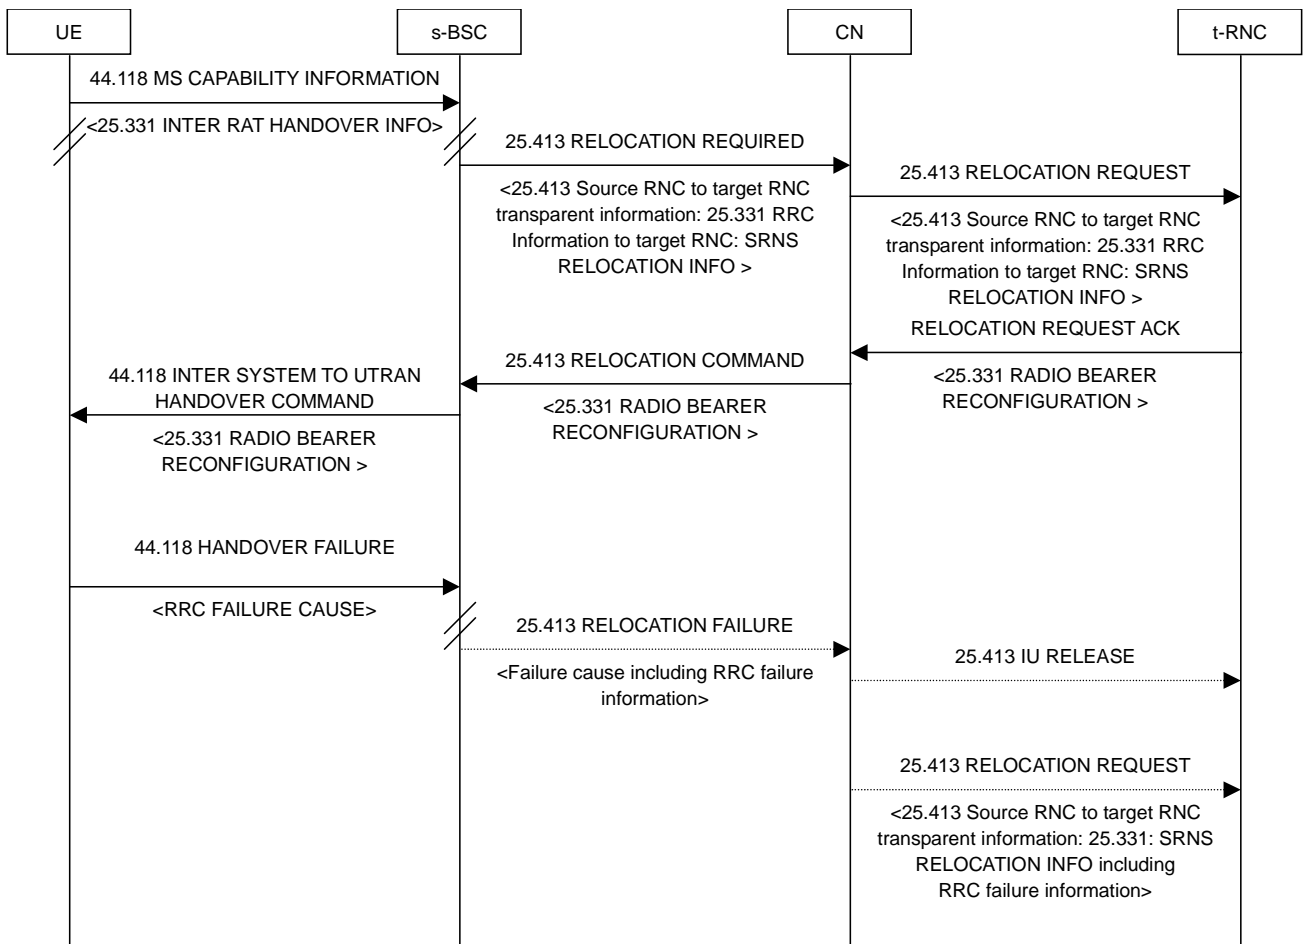 UE
s-BSC
CN
t-RNC
44.118 MS CAPABILITY INFORMATION
<25.331 INTER RAT HANDOVER INFO>
25.413 RELOCATION REQUIRED
<25.413 Source RNC to target RNC
transparent information: 25.331 RRC
Information to target RNC: SRNS
RELOCATION INFO >
25.413 RELOCATION REQUEST
<25.413 Source RNC to target RNC
transparent information: 25.331 RRC
Information to target RNC: SRNS
RELOCATION INFO >
RELOCATION REQUEST ACK
<25.331 RADIO BEARER
RECONFIGURATION >
25.413 RELOCATION COMMAND
<25.331 RADIO BEARER
RECONFIGURATION >
44.118 INTER SYSTEM TO UTRAN
HANDOVER COMMAND
<25.331 RADIO BEARER
RECONFIGURATION >
44.118 HANDOVER FAILURE
<RRC FAILURE CAUSE>
25.413 RELOCATION FAILURE
<Failure cause including RRC failure
information>
25.413 IU RELEASE
25.413 RELOCATION REQUEST
<25.413 Source RNC to target RNC
transparent information: 25.331: SRNS
RELOCATION INFO including
RRC failure information>